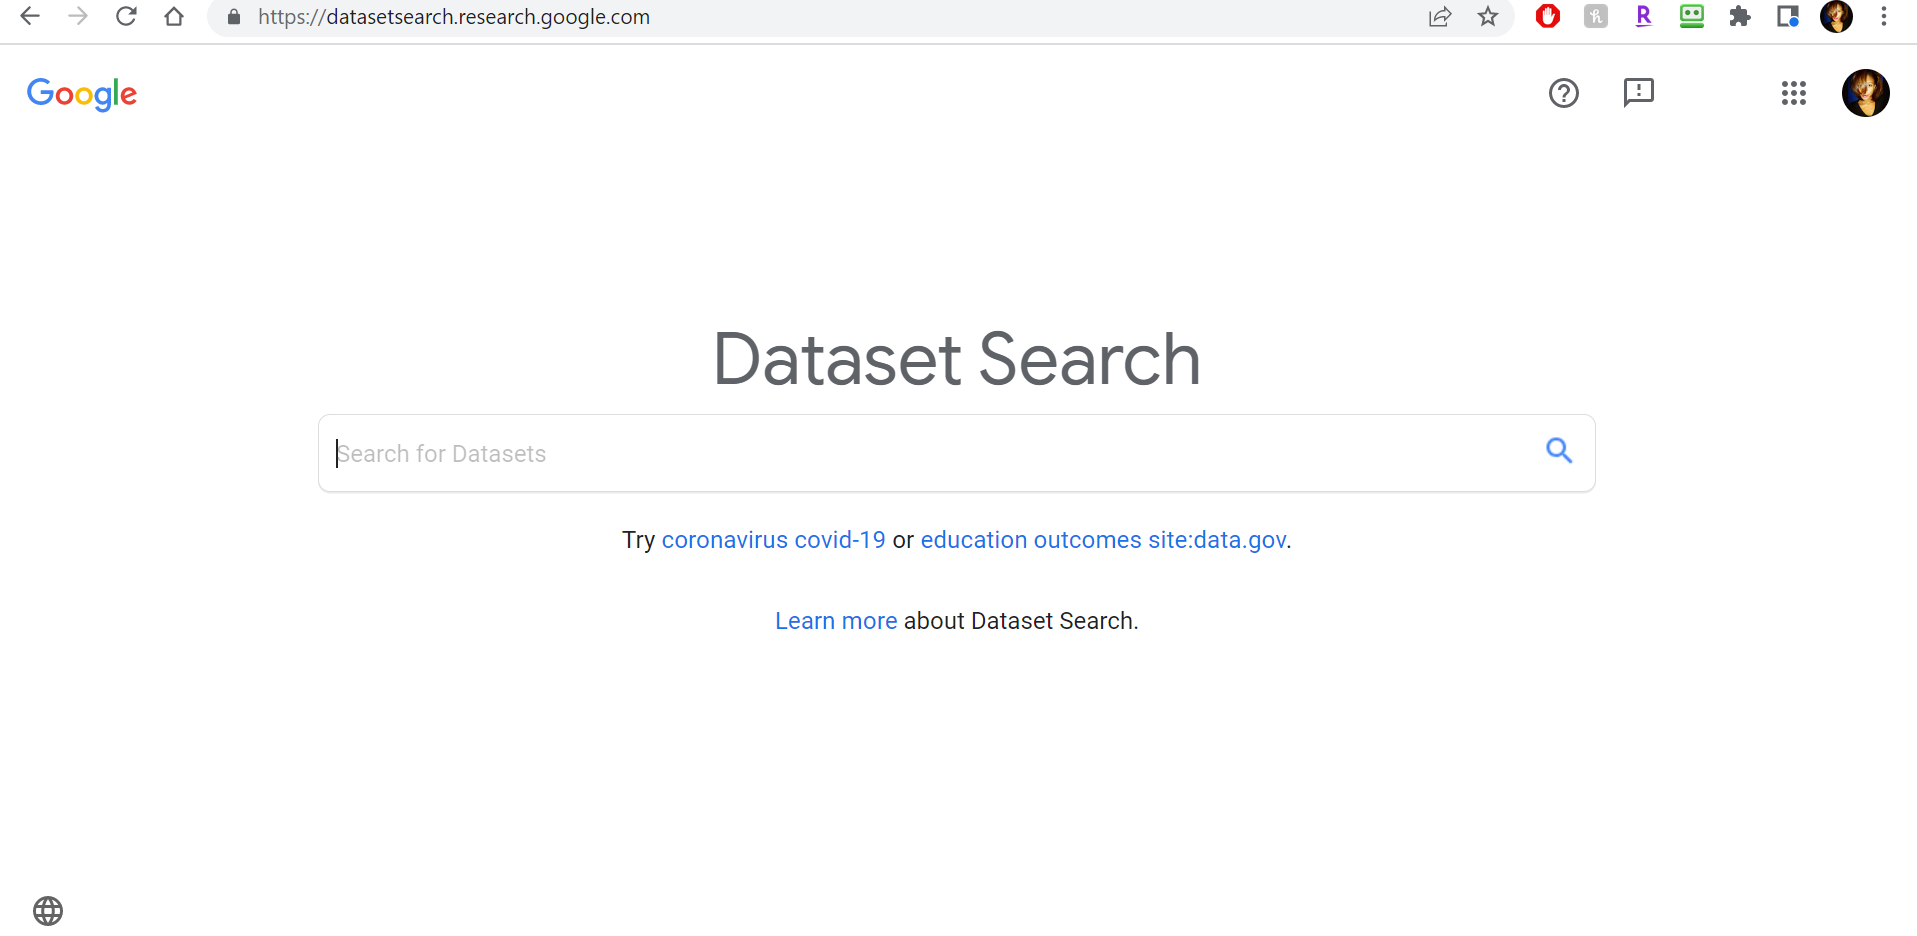 https://datasetsearch.research.google.com
R
Google
Dataset Search
Search for Datasets
Try coronavirus covid-19 or education outcomes site:data.gov.
Learn more about Dataset Search.